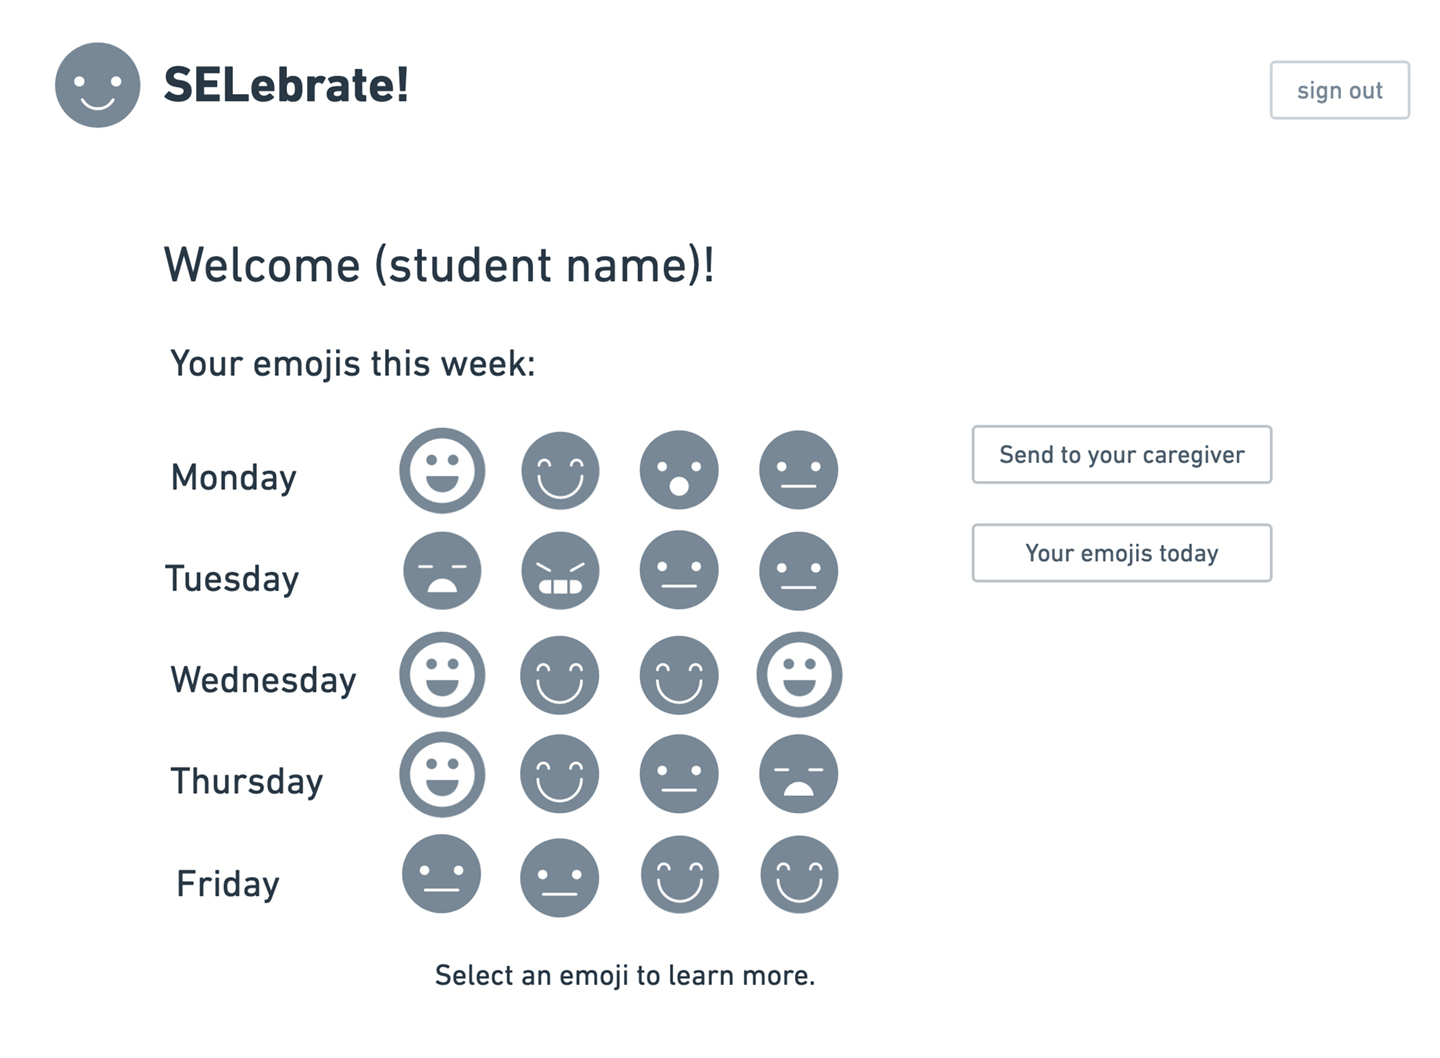 SELebrate!
sign out
Welcome (student name)!
Your emojis this week:
Monday
Send to your caregiver
Tuesday
Your emojis today
Wednesday
Thursday
Friday
Select an emoji to learn more.